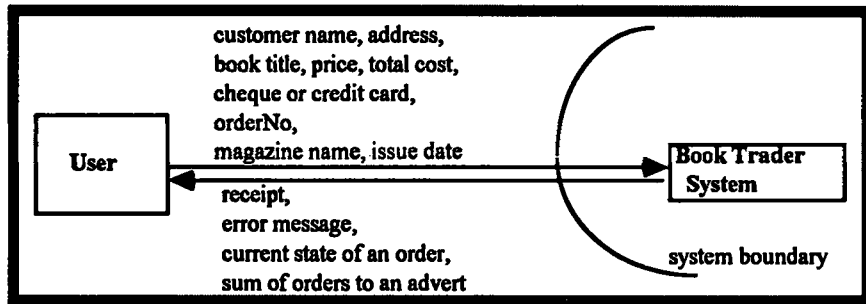 customer name, address,
book title, price, total cost,
cheque or credit card,
orderNo,
magazine name, issue date
User
Book Trader
System
receipt,
error message,
current state of an order,
sum of orders to an advert
system boundary